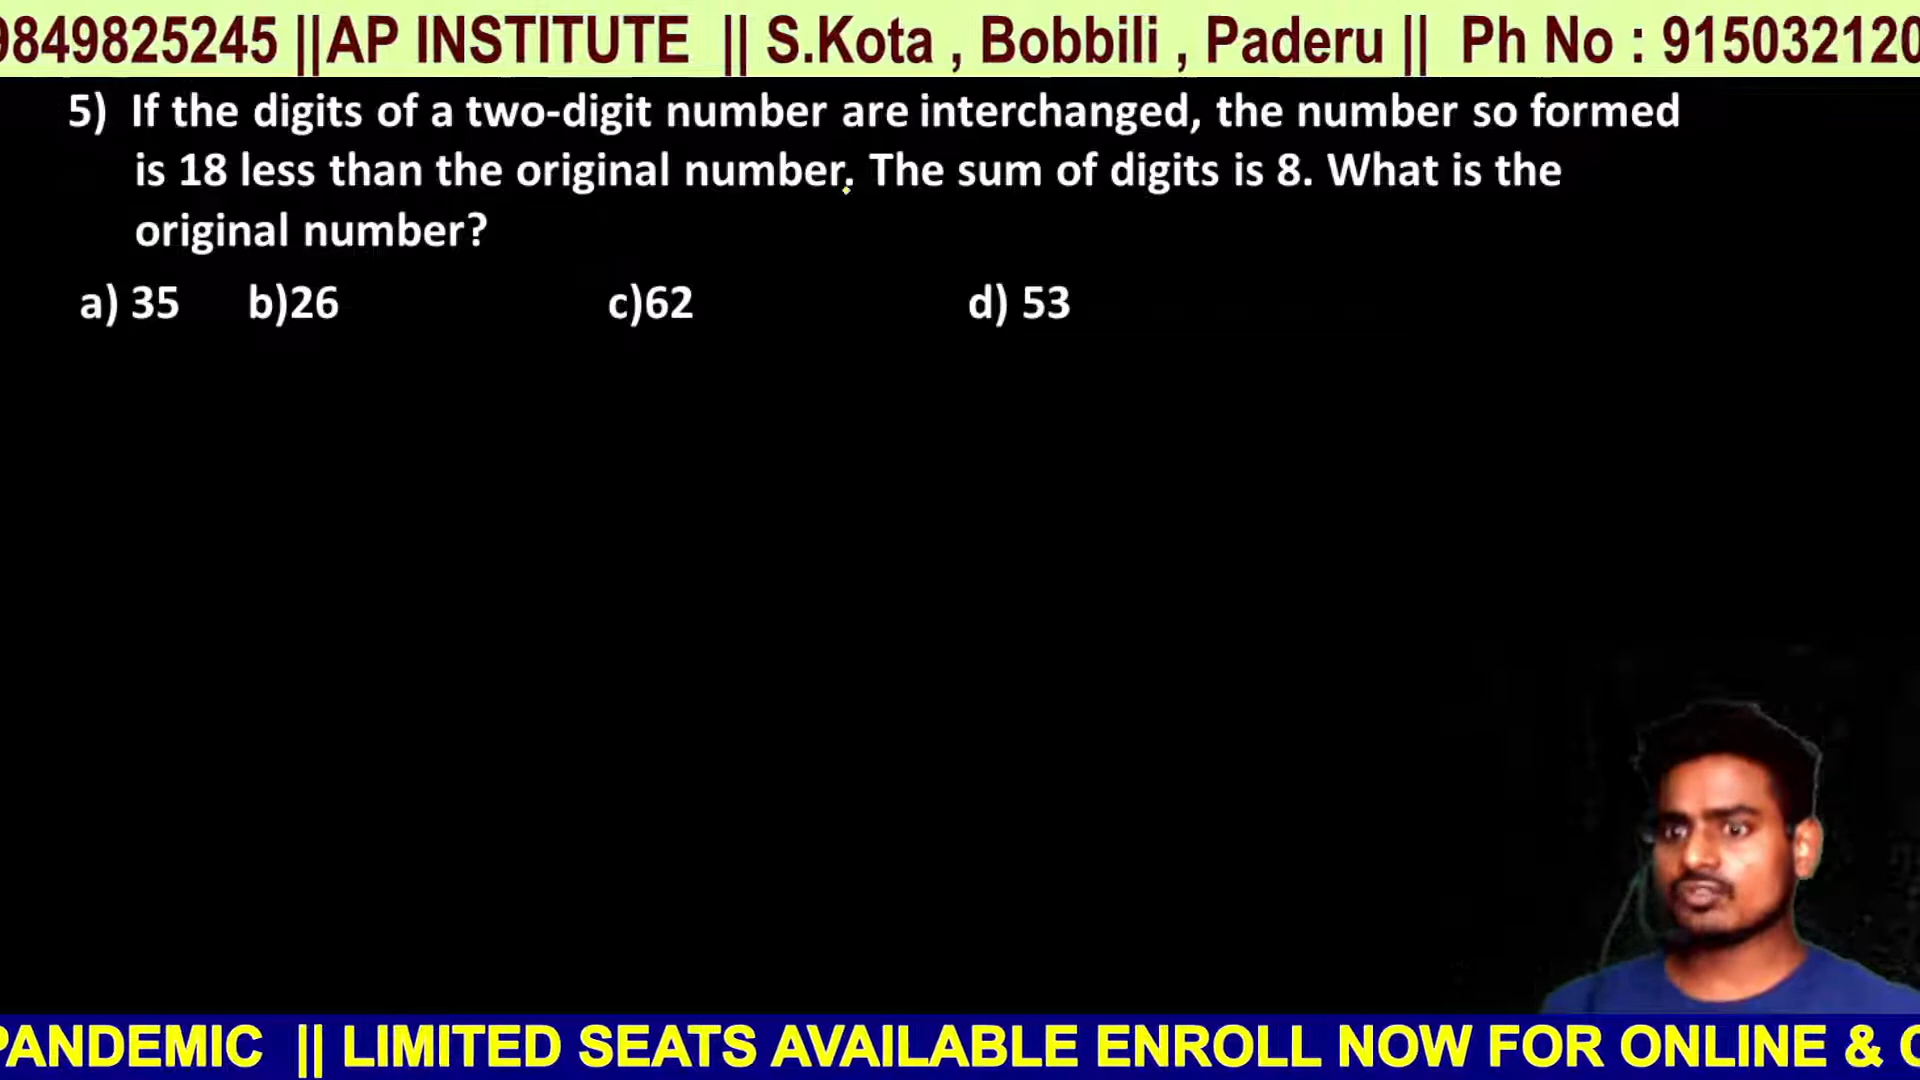 9849825245 ||AP INSTITUTE || S.Kota , Bobbili , Paderu || Ph No : 915032120
5) If the digits of a two-digit number are interchanged, the number so formed
is 18 less than the original number. The sum of digits is 8. What is the
original number?
a) 35 b)26 c)62 d) 53
PANDEMIC || LIMITED SEATS AVAILABLE ENROLL NOW FOR ONLINE &